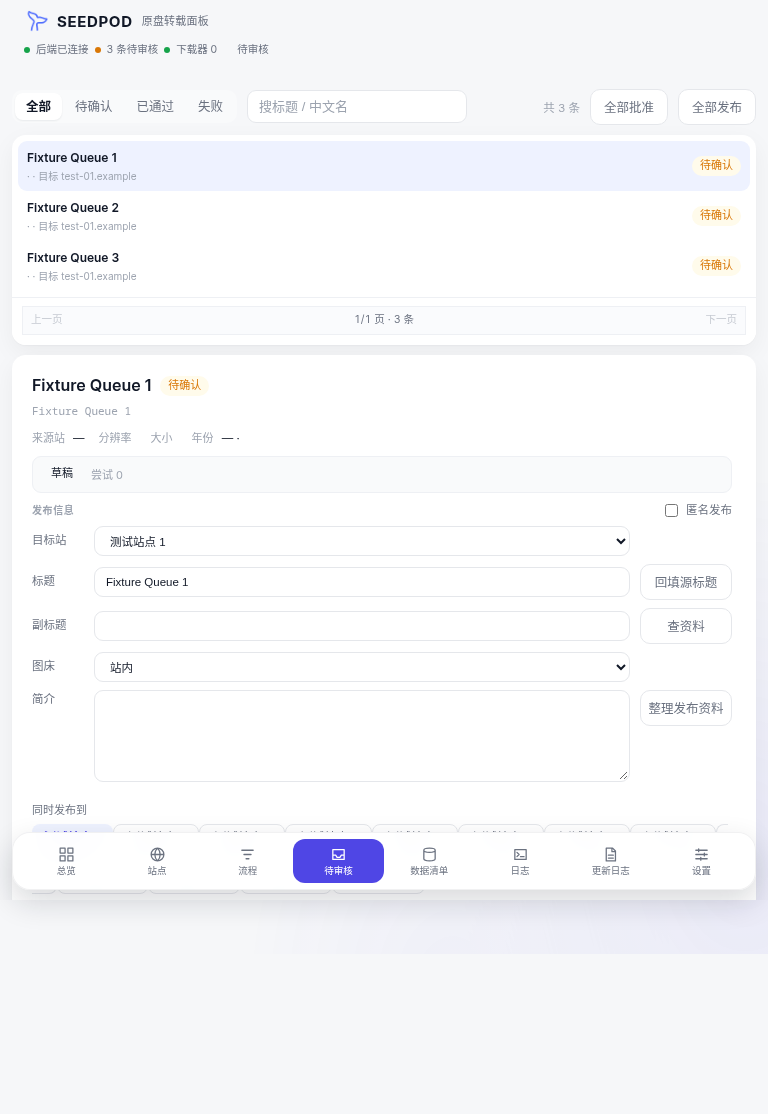 SEEDPOD 原盘转载面板
后端已连接 3 条待审核 下载器 0 待审核
全部 待确认 已通过 失败 搜标题 / 中文名 共 3 条 全部批准 全部发布
Fixture Queue 1
· · 目标 test-01.example
待确认
Fixture Queue 2
· · 目标 test-01.example
待确认
Fixture Queue 3
· · 目标 test-01.example
待确认
上一页 1/1 页 · 3 条 下一页
Fixture Queue 1 待确认
Fixture Queue 1
来源站 — 分辨率 大小 年份 — ·
草稿 尝试 0
发布信息 匿名发布
目标站 测试站点 1
标题 Fixture Queue 1 回填源标题
副标题 查资料
图床 站内
简介 整理发布资料
同时发布到
总览 站点 流程 待审核 数据清单 日志 更新日志 设置